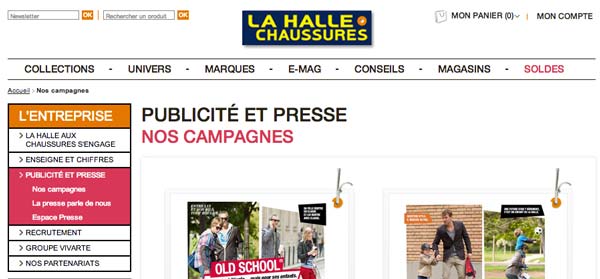 Newsletter OK Rechercher un produit OK
LA HALLE
CHAUSSURES
MON PANIER (0) | MON COMPTE
COLLECTIONS - UNIVERS - MARQUES - E-MAG - CONSEILS - MAGASINS - SOLDES
Accueil > Nos campagnes
L'ENTREPRISE
> LA HALLE AUX
CHAUSSURES S'ENGAGE
> ENSEIGNE ET CHIFFRES
> PUBLICITÉ ET PRESSE
Nos campagnes
La presse parle de nous
Espace Presse
> RECRUTEMENT
> GROUPE VIVARTE
> NOS PARTENARIATS
PUBLICITÉ ET PRESSE
NOS CAMPAGNES
OLD SCHOOL